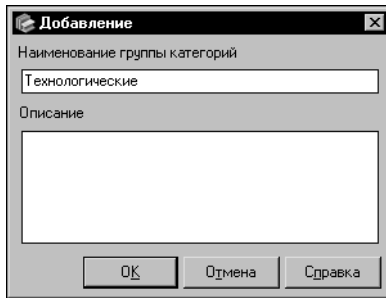 Добавление
Наименование группы категорий
Технологические
Описание
OK Отмена Справка